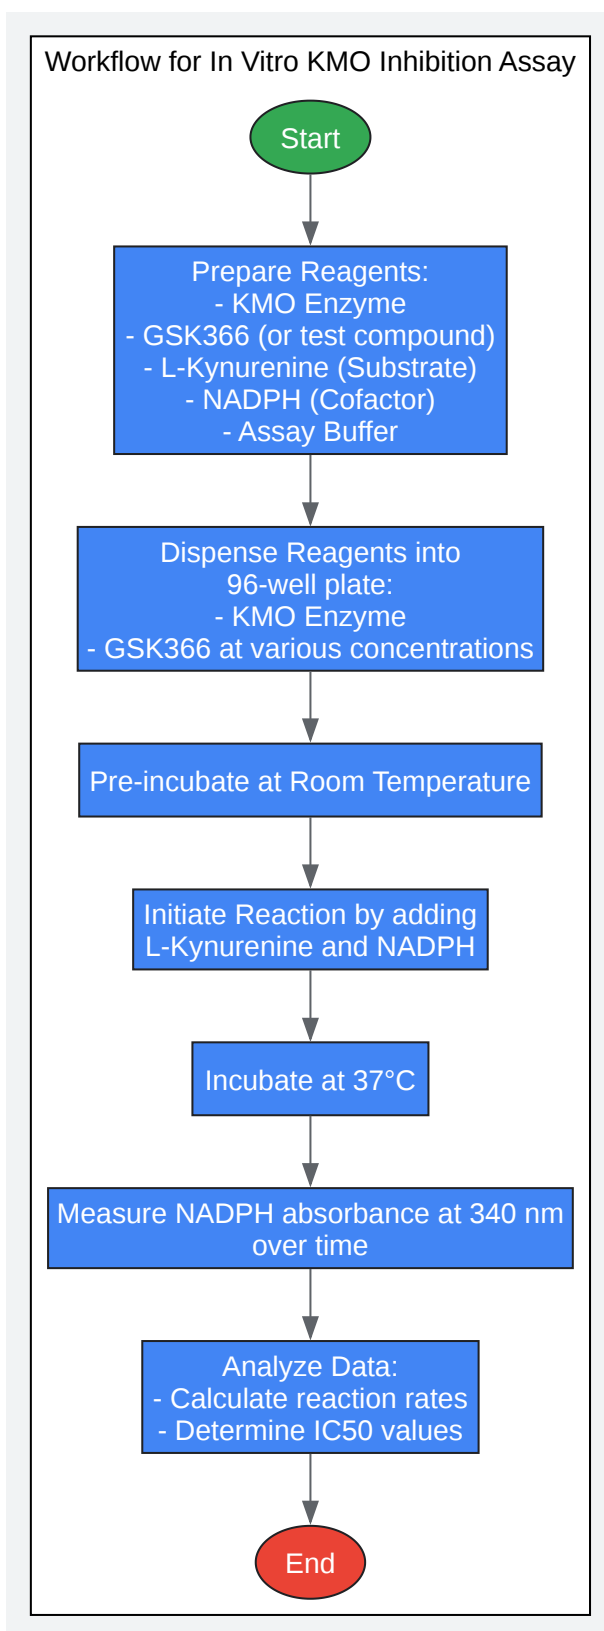 Workflow for In Vitro KMO Inhibition Assay
Start
Prepare Reagents:
- KMO Enzyme
- GSK366 (or test compound)
- L-Kynurenine (Substrate)
- NADPH (Cofactor)
- Assay Buffer
Dispense Reagents into
96-well plate:
- KMO Enzyme
- GSK366 at various concentrations
Pre-incubate at Room Temperature
Initiate Reaction by adding
L-Kynurenine and NADPH
Incubate at 37°C
Measure NADPH absorbance at 340 nm
over time
Analyze Data:
- Calculate reaction rates
- Determine IC50 values
End